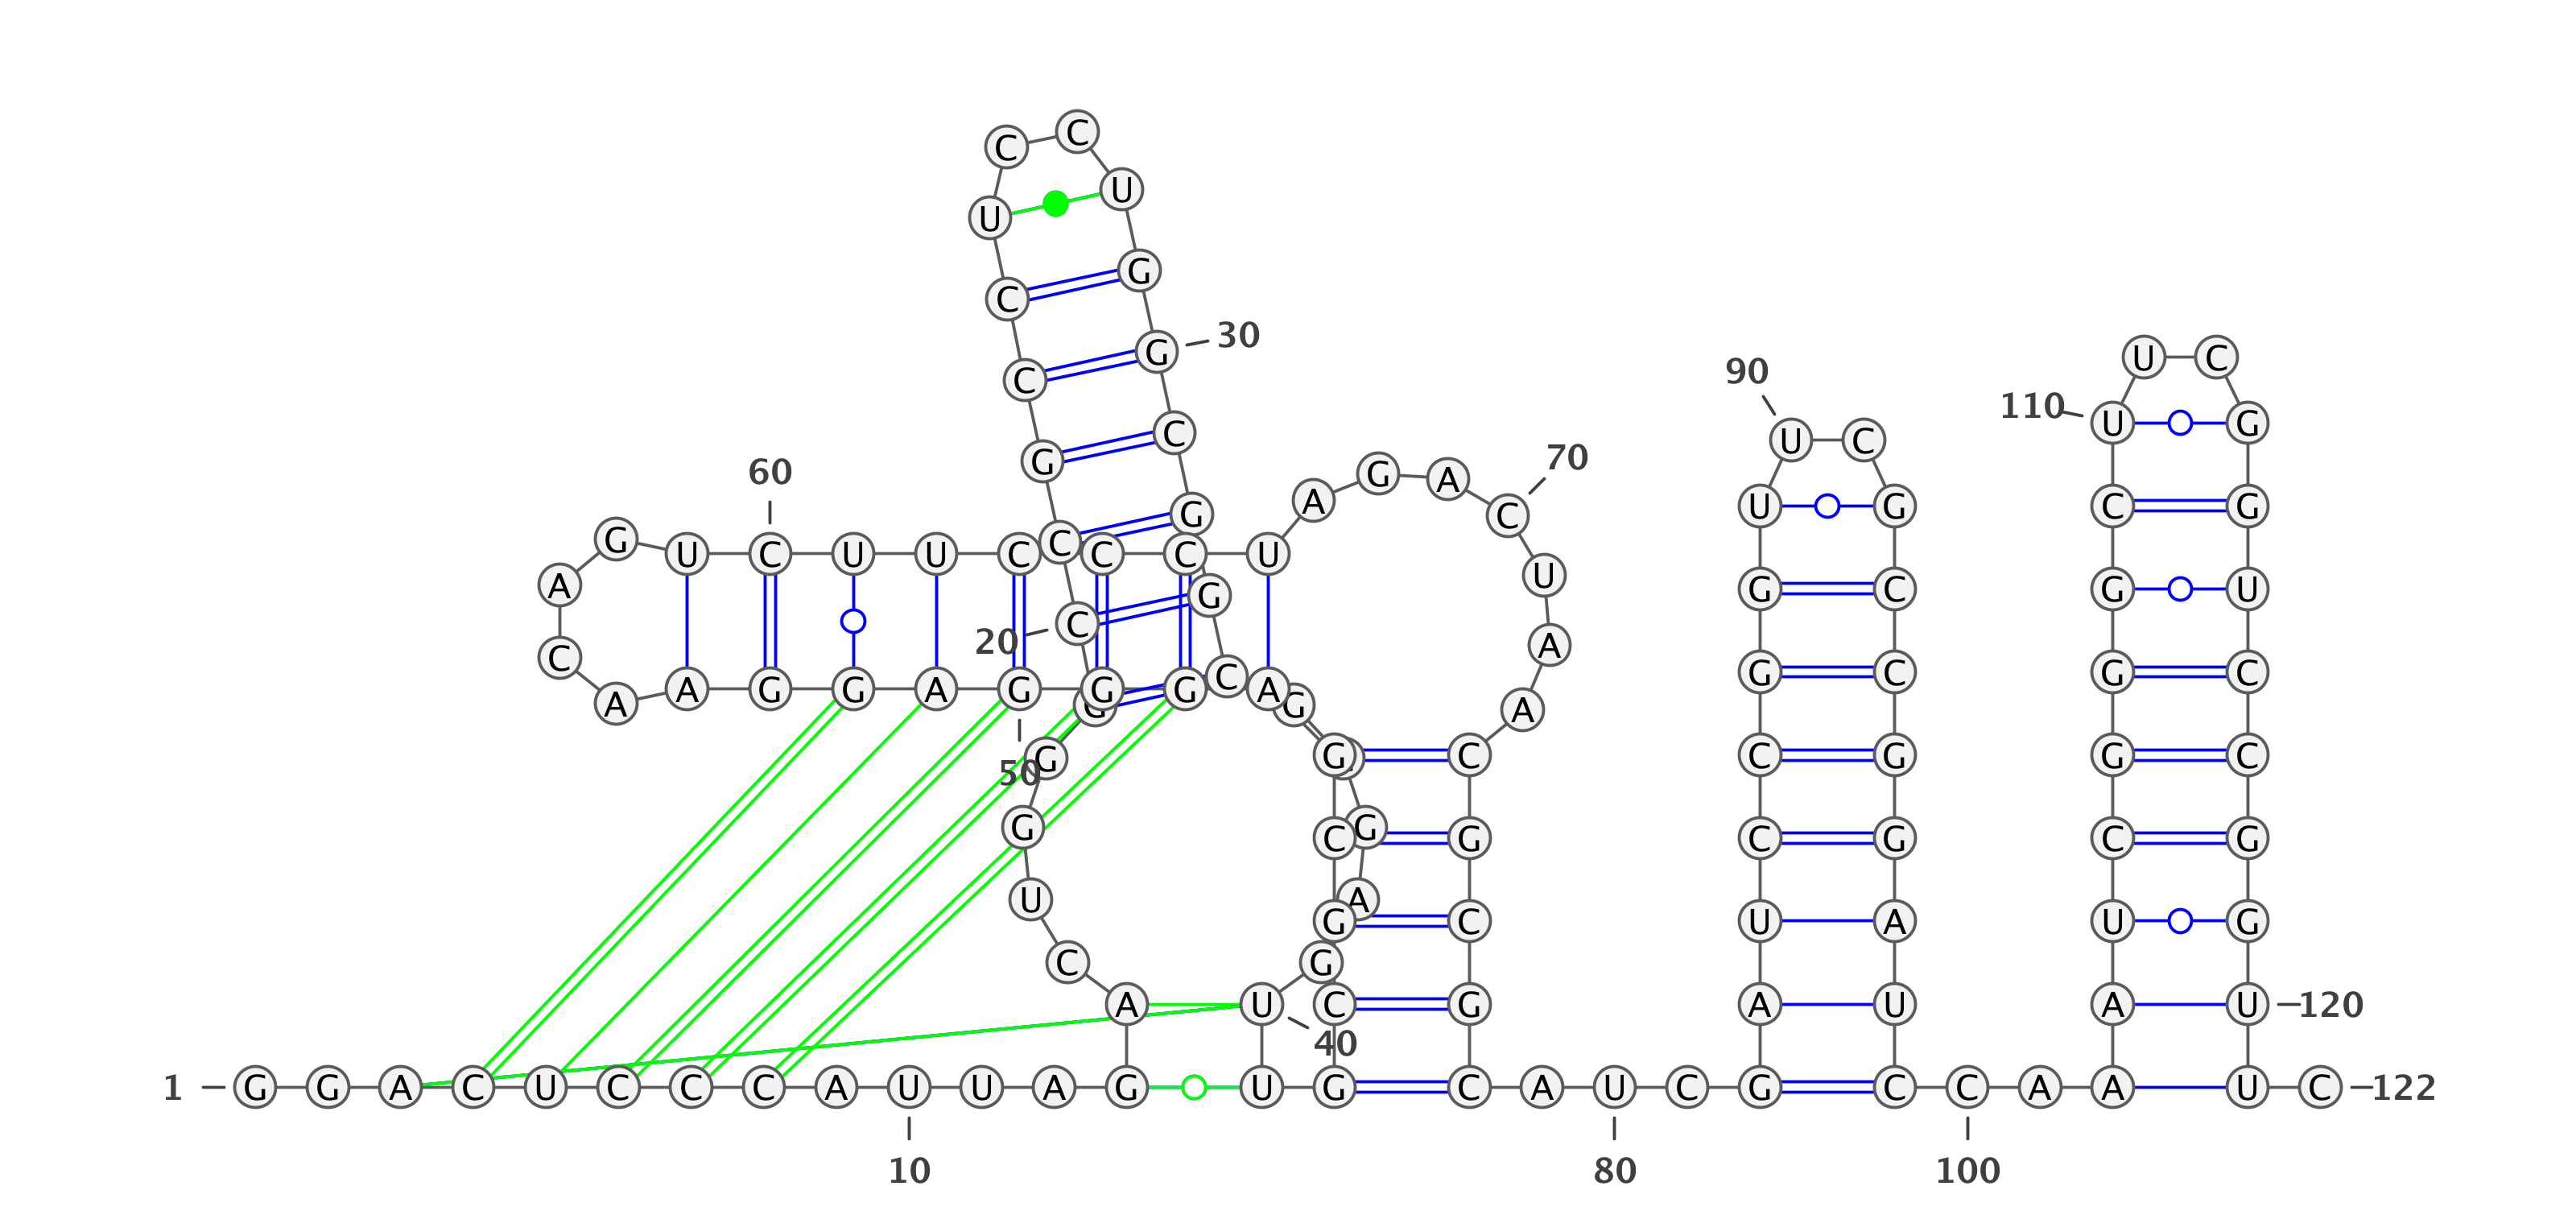 C C
U U
C G
C G 30
U C
90
110 U G
U C
C
G
60 70
A G A C
U G C G
C G
G U C U U C C C C U
A U G C G U
G
20 C
C A
G C G C
C
A A G G A G G G A
G G A
G G C C G G C
50
G C G G C G C G
U A
G C U A U G
C G
A U C G A U A U 120
40
1 G G A C U C C C A U U A G U G C A U C G C C A A U C 122
10 80 100